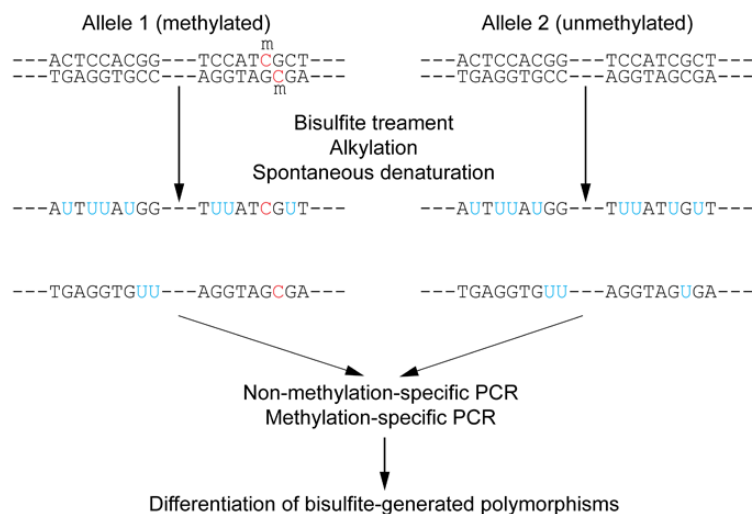 Allele 1 (methylated) Allele 2 (unmethylated)
m
---ACTCCACGG---TCCATCGCT--- ---ACTCCACGG---TCCATCGCT---
---TGAGGTGCC---AGGTAGCGA--- ---TGAGGTGCC---AGGTAGCGA---
m
Bisulfite treament
Alkylation
Spontaneous denaturation
---AUTUUAUGG---TUUATCGUT--- ---AUTUUAUGG---TUUATUGUT---
---TGAGGTGUU---AGGTAGCGA--- ---TGAGGTGUU---AGGTAGUGA---
Non-methylation-specific PCR
Methylation-specific PCR
Differentiation of bisulfite-generated polymorphisms